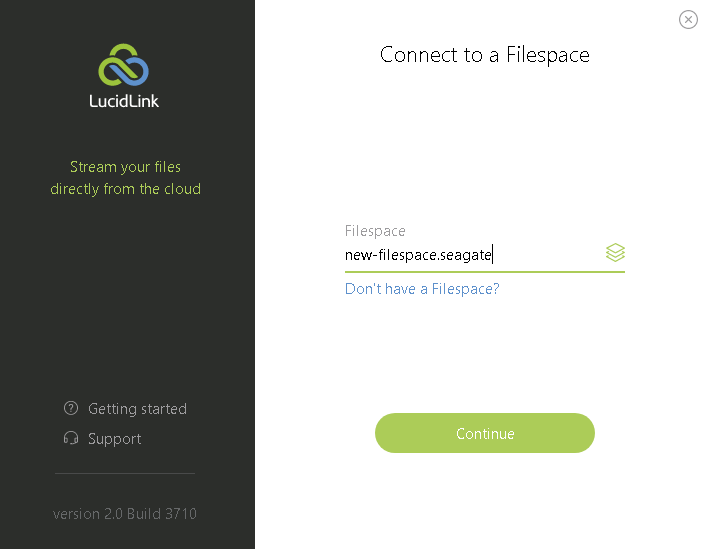 LucidLink
Stream your files
directly from the cloud
Getting started
Support
version 2.0 Build 3710
Connect to a Filespace
Filespace
new-filespace.seagate
Don't have a Filespace?
Continue